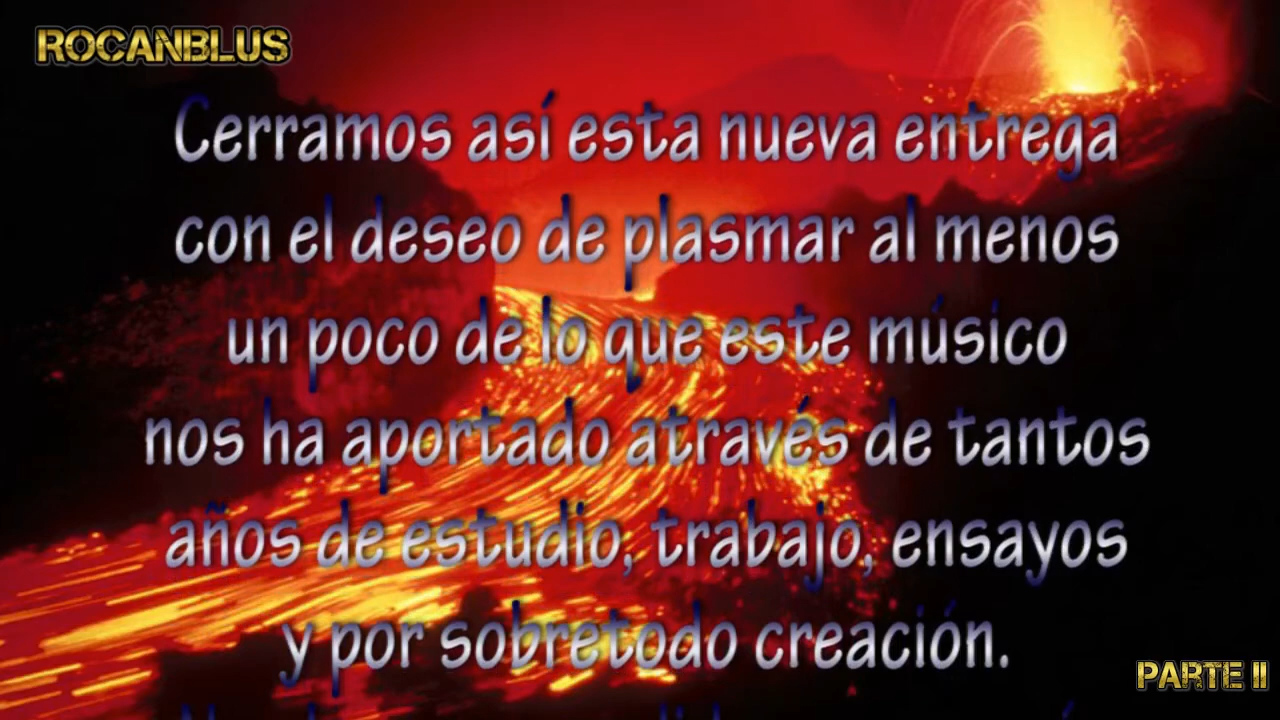 ROCANBLUS
Cerramos así esta nueva entrega
con el deseo de plasmar al menos
un poco de lo que este músico
nos ha aportado através de tantos
años de estudio, trabajo, ensayos
y por sobretodo creación.
PARTE II